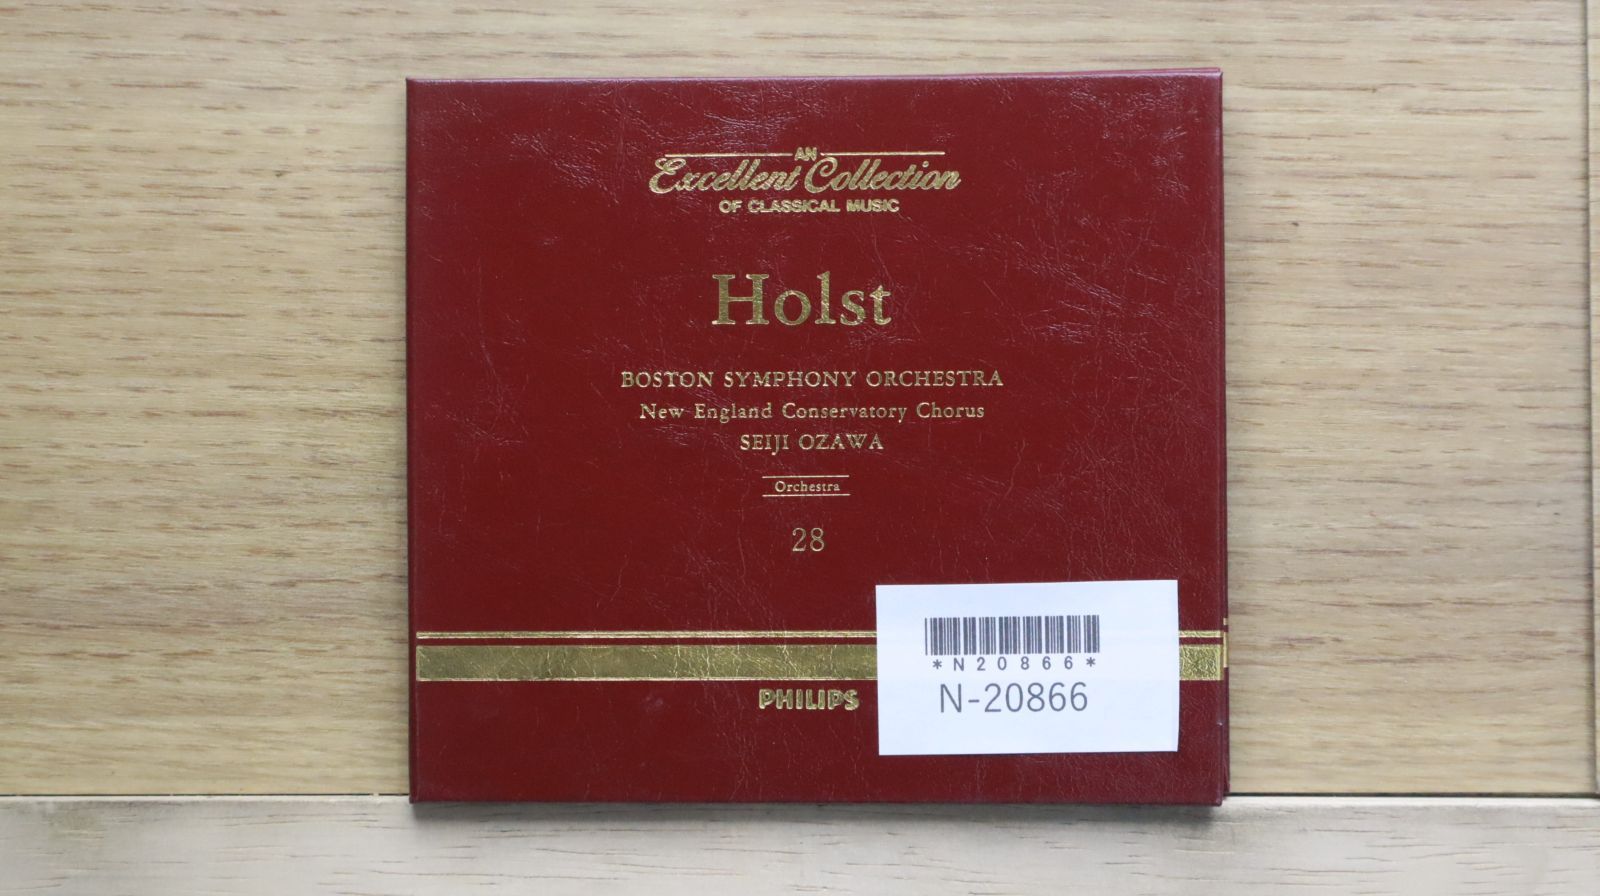 AN
Excellent Collection
OF CLASSICAL MUSIC
Holst
BOSTON SYMPHONY ORCHESTRA
New England Conservatory Chorus
SEIJI OZAWA
Orchestra
28
PHILIPS
*N20866*
N-20866